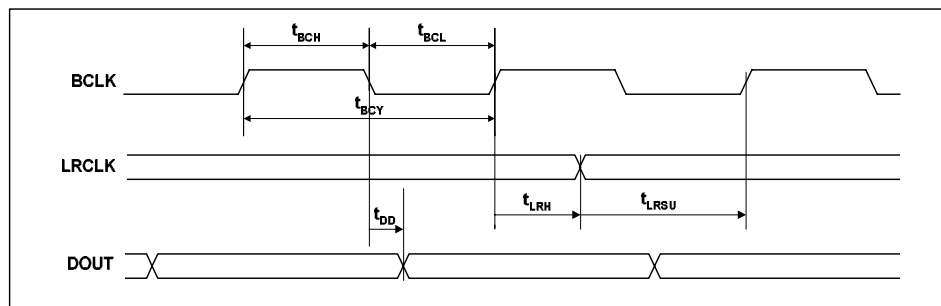 tBCH tBCL
BCLK
tBCY
LRCLK
tLRH tLRSU
tDD
DOUT